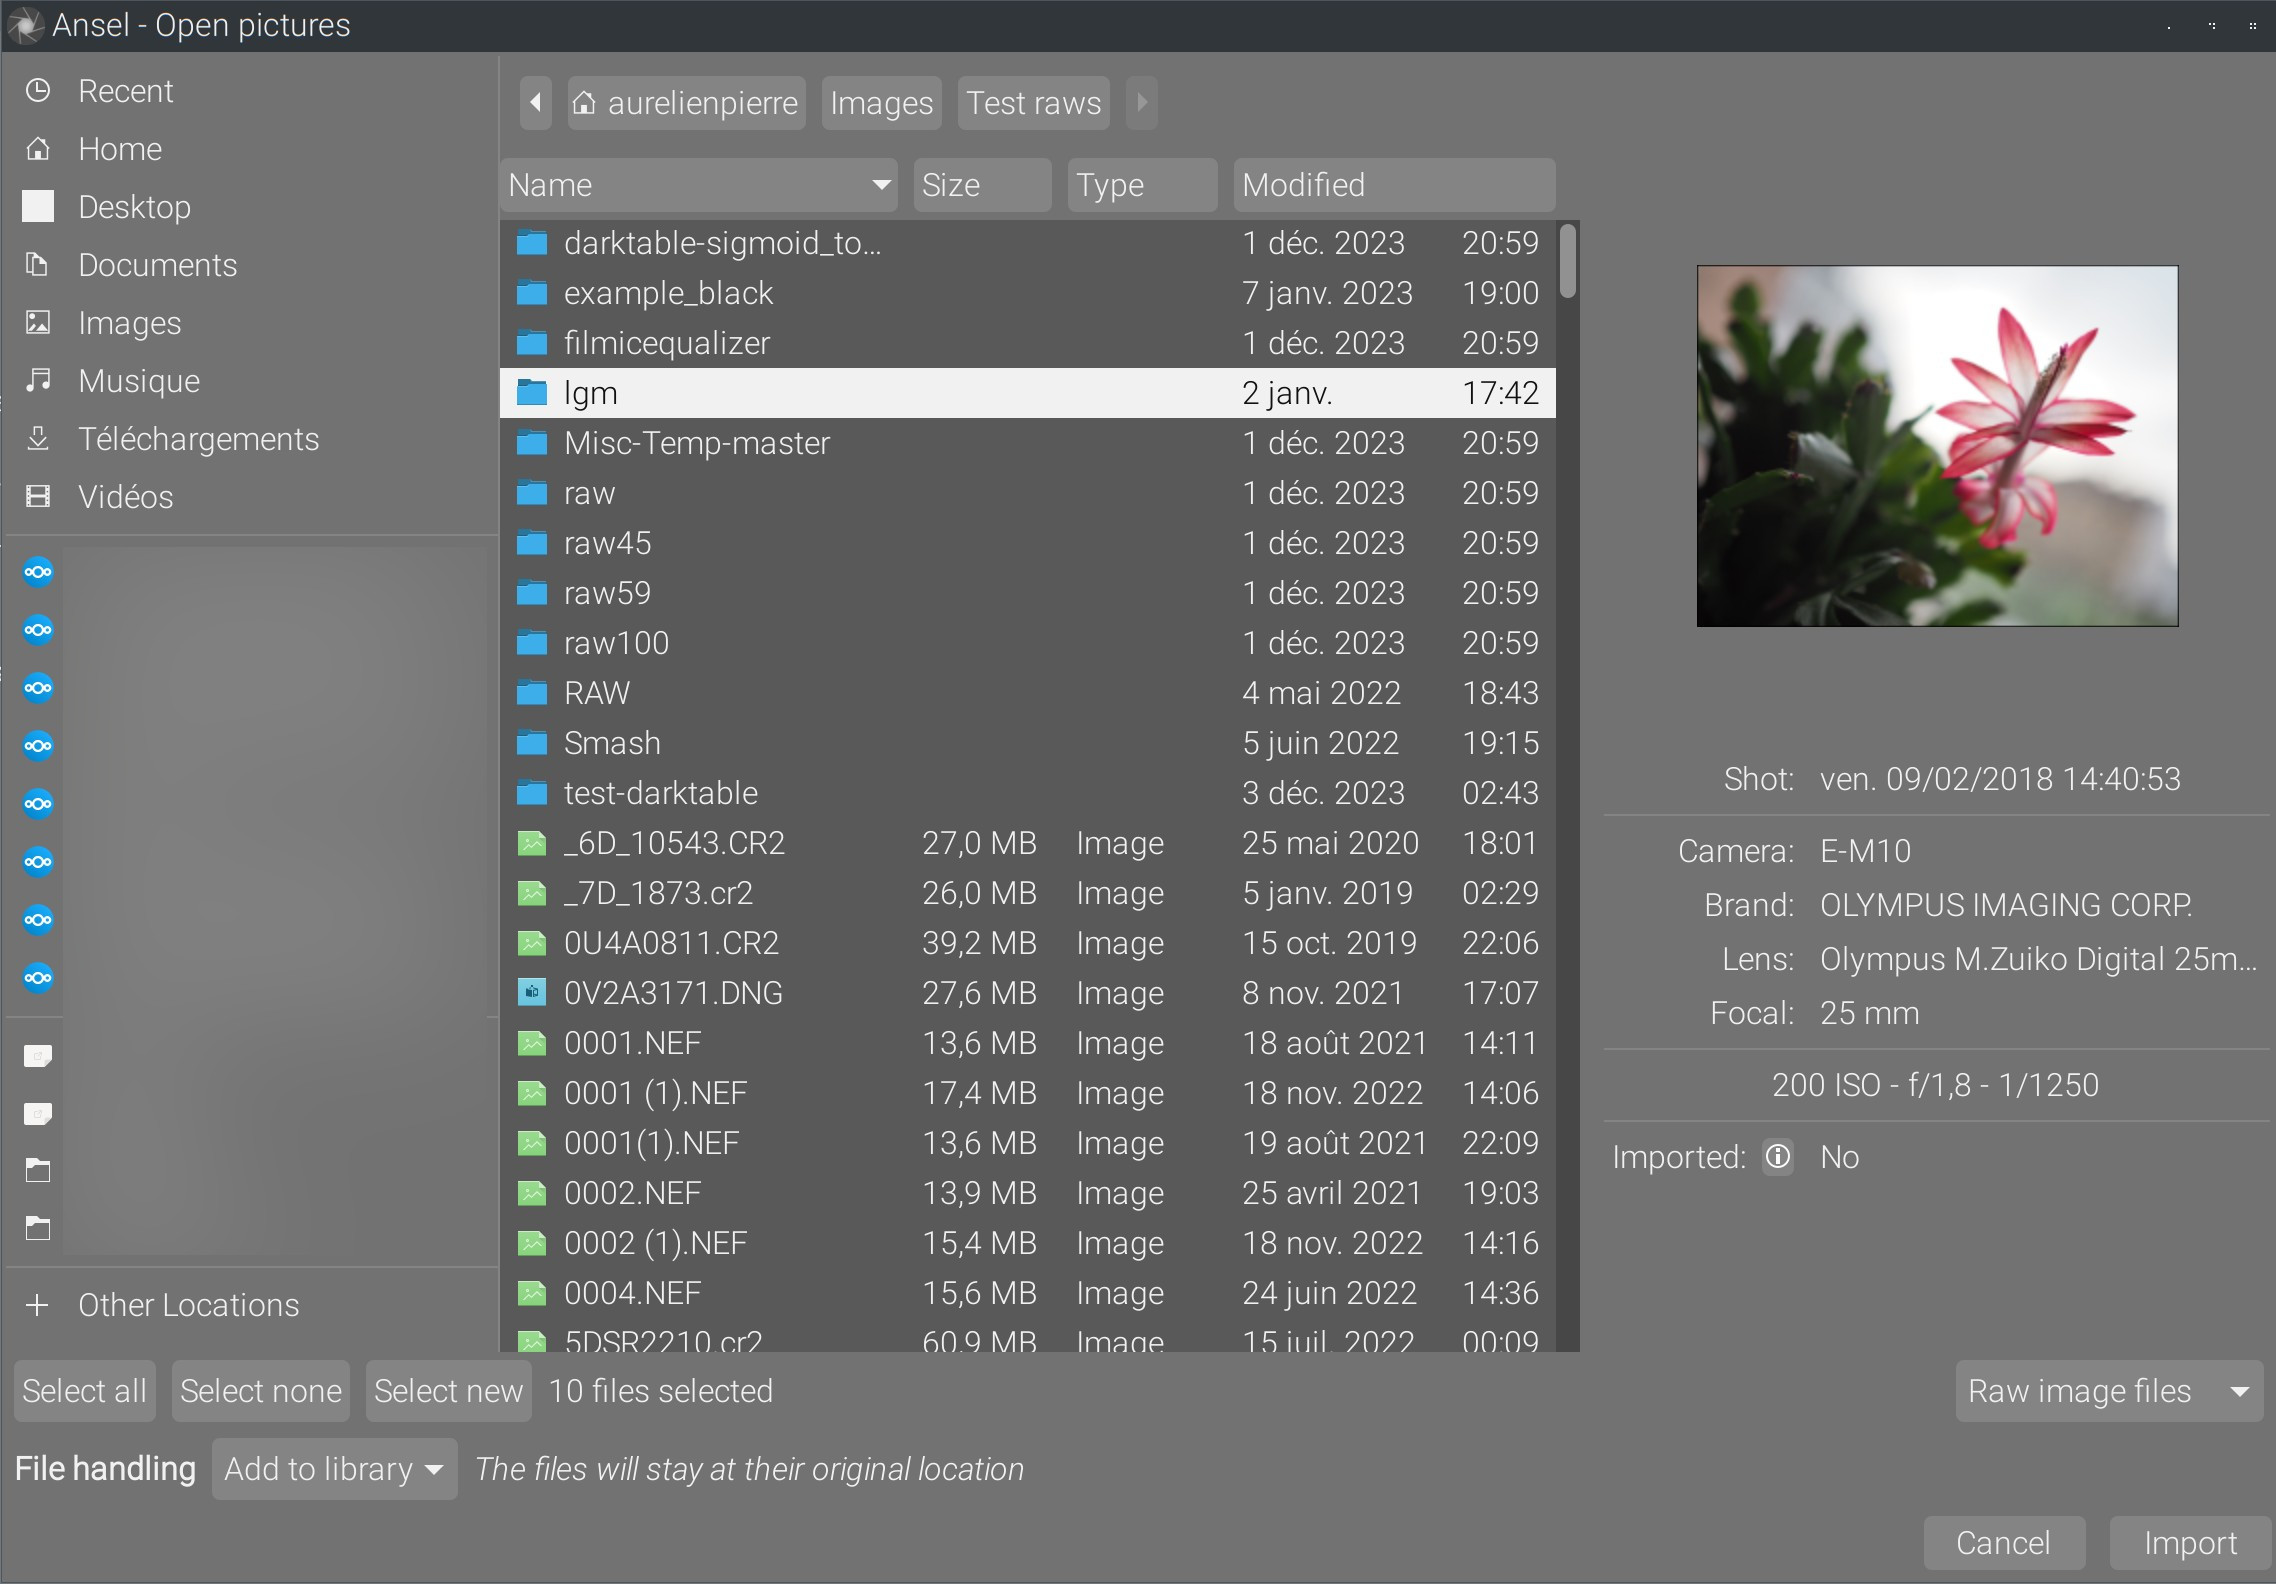 Ansel - Open pictures
Recent
Home
Desktop
Documents
Images
Musique
Téléchargements
Vidéos
Other Locations
aurelienpierre Images Test raws
Name Size Type Modified
darktable-sigmoid_to... 1 déc. 2023 20:59
example_black 7 janv. 2023 19:00
filmicequalizer 1 déc. 2023 20:59
lgm 2 janv. 17:42
Misc-Temp-master 1 déc. 2023 20:59
raw 1 déc. 2023 20:59
raw45 1 déc. 2023 20:59
raw59 1 déc. 2023 20:59
raw100 1 déc. 2023 20:59
RAW 4 mai 2022 18:43
Smash 5 juin 2022 19:15
test-darktable 3 déc. 2023 02:43
_6D_10543.CR2 27,0 MB Image 25 mai 2020 18:01
_7D_1873.cr2 26,0 MB Image 5 janv. 2019 02:29
0U4A0811.CR2 39,2 MB Image 15 oct. 2019 22:06
0V2A3171.DNG 27,6 MB Image 8 nov. 2021 17:07
0001.NEF 13,6 MB Image 18 août 2021 14:11
0001 (1).NEF 17,4 MB Image 18 nov. 2022 14:06
0001(1).NEF 13,6 MB Image 19 août 2021 22:09
0002.NEF 13,9 MB Image 25 avril 2021 19:03
0002 (1).NEF 15,4 MB Image 18 nov. 2022 14:16
0004.NEF 15,6 MB Image 24 juin 2022 14:36
5DSR2210.cr2 60,9 MB Image 15 juil. 2022 00:09
Shot: ven. 09/02/2018 14:40:53
Camera: E-M10
Brand: OLYMPUS IMAGING CORP.
Lens: Olympus M.Zuiko Digital 25m...
Focal: 25 mm
200 ISO - f/1,8 - 1/1250
Imported: No
Select all Select none Select new 10 files selected Raw image files
File handling Add to library The files will stay at their original location
Cancel Import